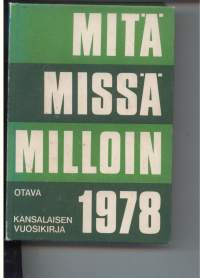 MITÄ
MISSÄ
MILLOIN
OTAVA
1978
KANSALAISEN
VUOSIKIRJA